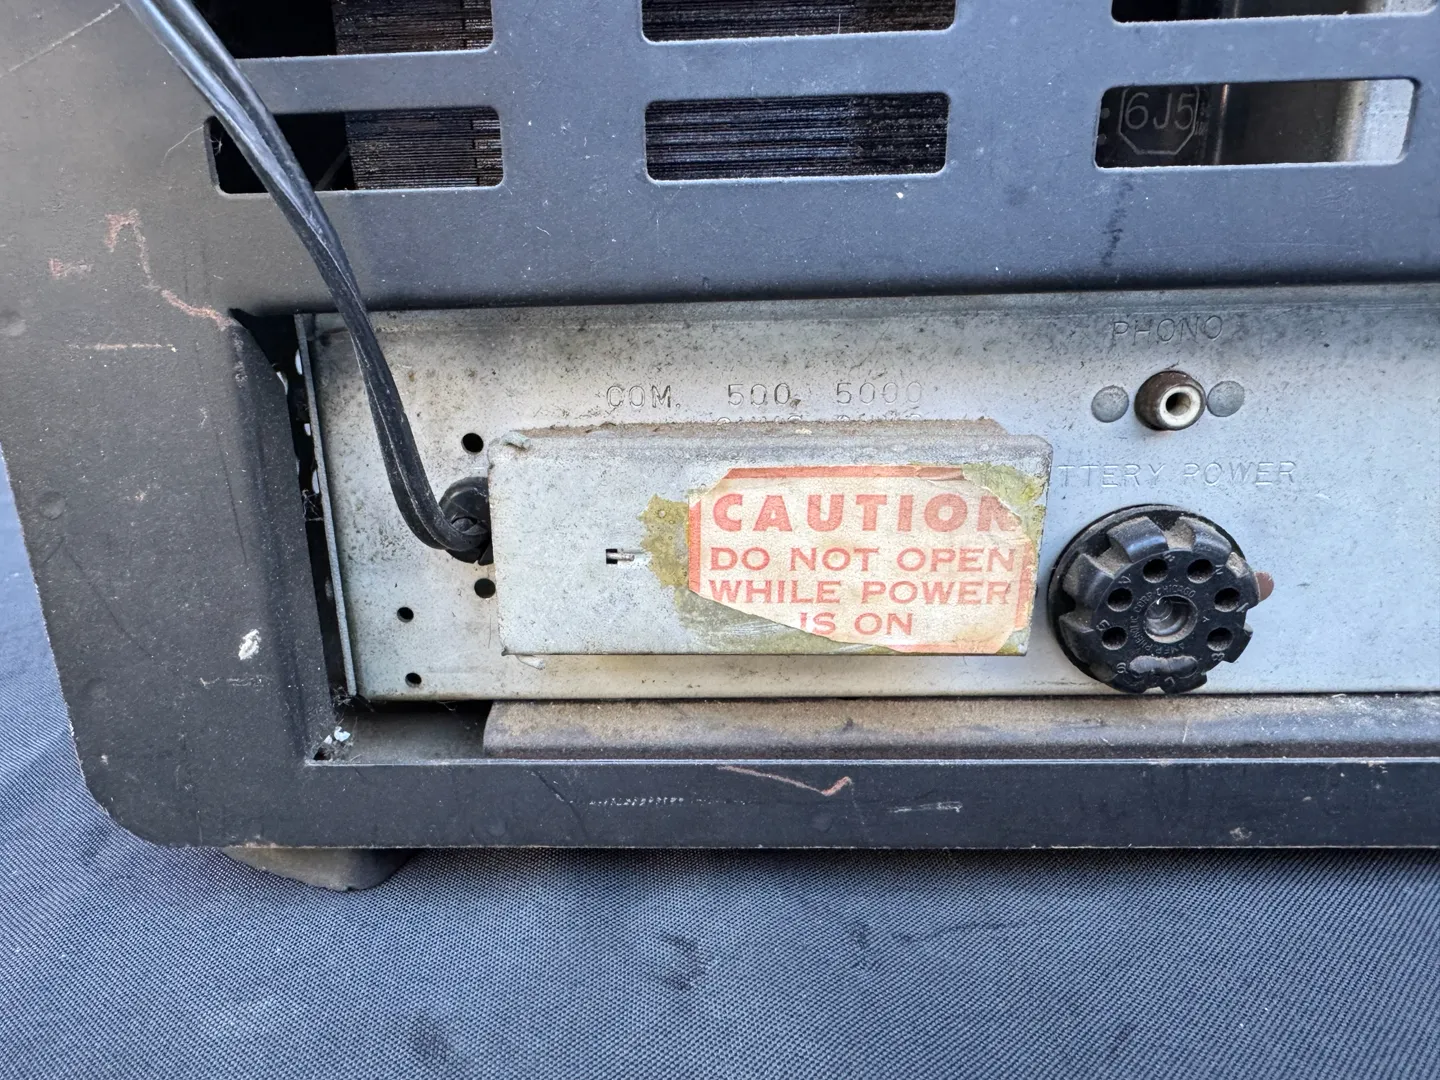 6J5
PHONO
COM. 500 5000
TTERY POWER
CAUTION
DO NOT OPEN
WHILE POWER
IS ON